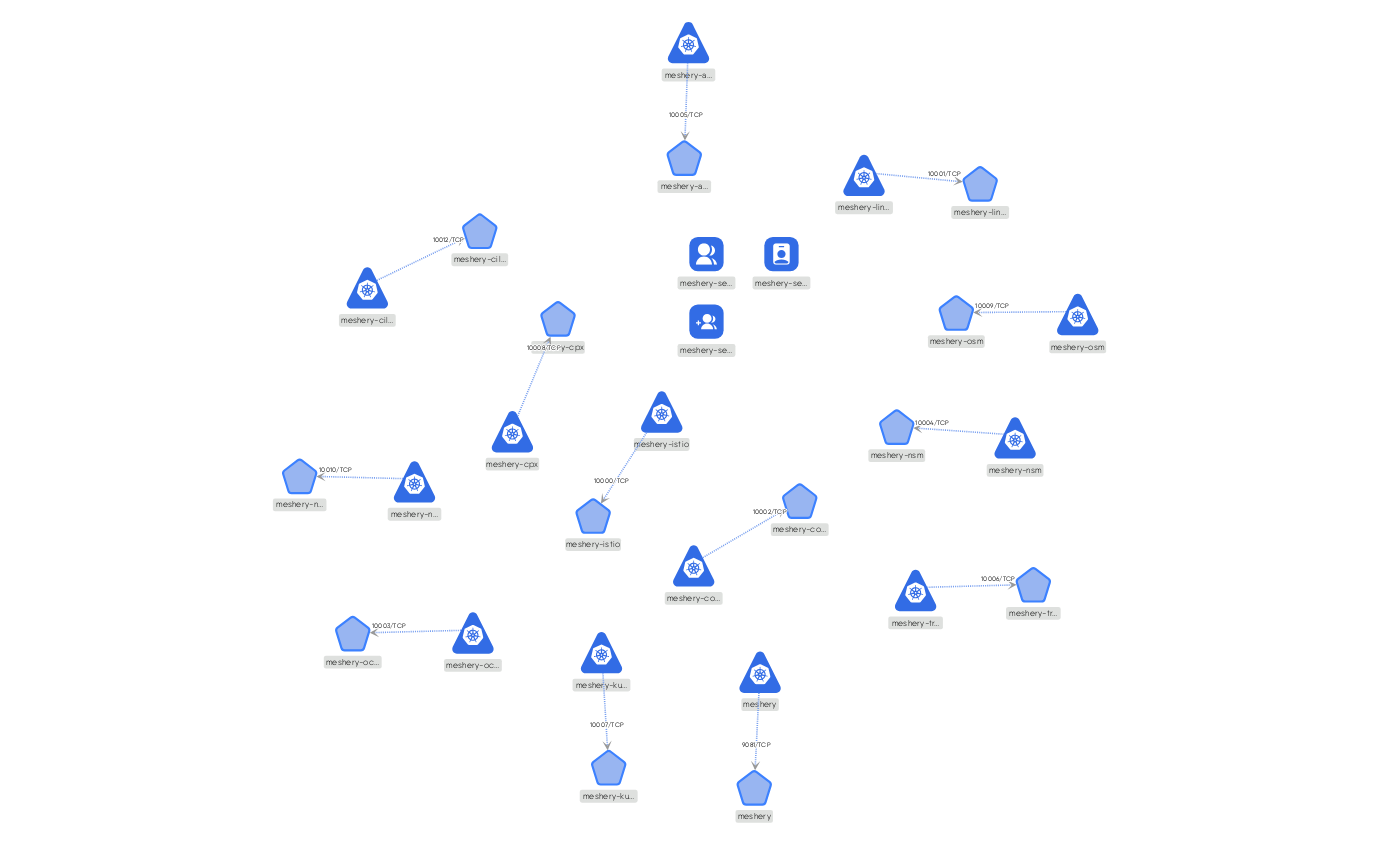 meshery-a...
10005/TCP
meshery-a...
10001/TCP
meshery-lin...
meshery-lin...
10012/TCP
meshery-cil...
meshery-cil...
meshery-se...
meshery-se...
meshery-se...
10009/TCP
meshery-osm
meshery-osm
10008/TCP
y-cpx
meshery-cpx
meshery-istio
10000/TCP
meshery-istio
10004/TCP
meshery-nsm
meshery-nsm
10010/TCP
meshery-n...
meshery-n...
10002/TCP
meshery-co...
meshery-co...
10006/TCP
meshery-tr...
meshery-tr...
10003/TCP
meshery-oc...
meshery-oc...
meshery-ku...
10007/TCP
meshery-ku...
meshery
9081/TCP
meshery